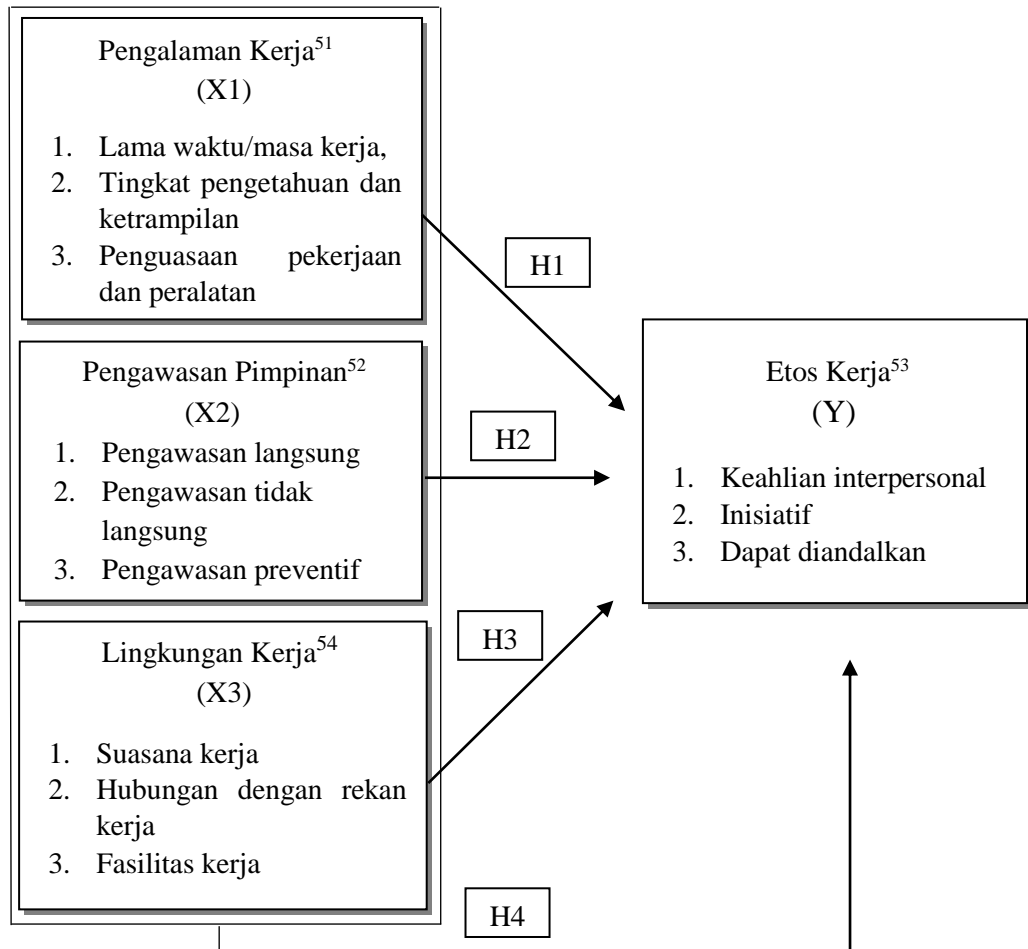 Pengalaman Kerja⁵¹
(X1)
1. Lama waktu/masa kerja,
2. Tingkat pengetahuan dan
ketrampilan
3. Penguasaan pekerjaan
dan peralatan
H1
Pengawasan Pimpinan⁵²
(X2)
1. Pengawasan langsung
2. Pengawasan tidak
langsung
3. Pengawasan preventif
H2
Etos Kerja⁵³
(Y)
1. Keahlian interpersonal
2. Inisiatif
3. Dapat diandalkan
Lingkungan Kerja⁵⁴
(X3)
1. Suasana kerja
2. Hubungan dengan rekan
kerja
3. Fasilitas kerja
H3
H4